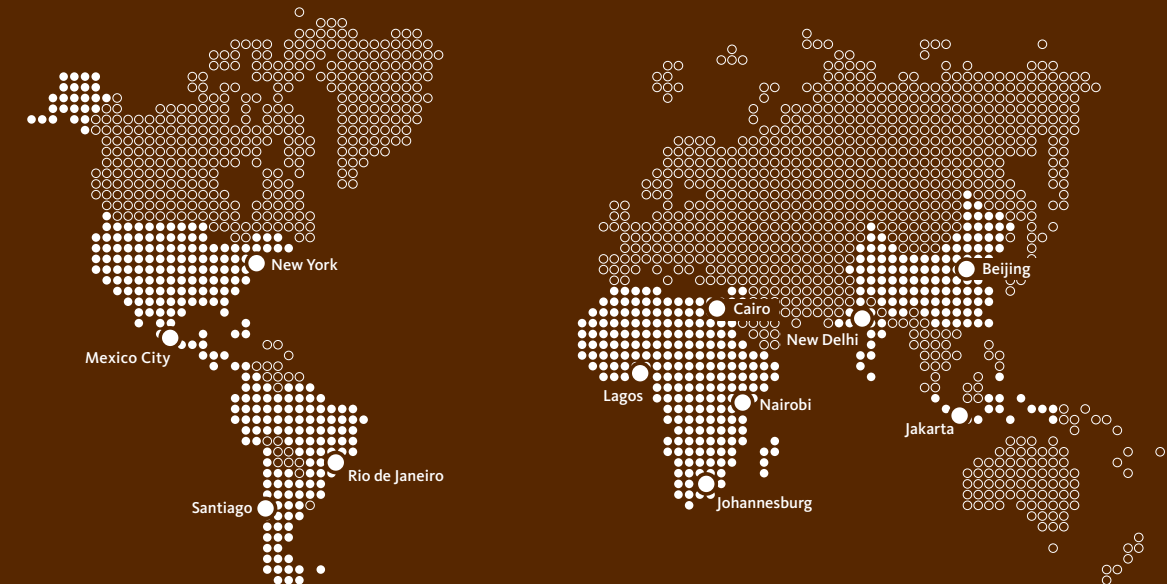 New York
Beijing
Cairo
New Delhi
Mexico City
Lagos
Nairobi
Jakarta
Rio de Janeiro
Johannesburg
Santiago